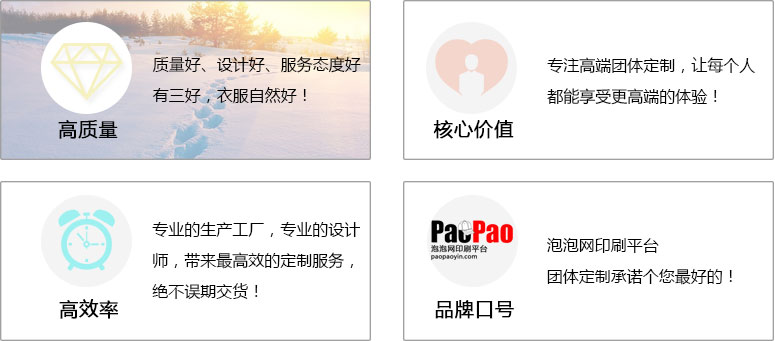 质量好、设计好、服务态度好
有三好，衣服自然好！
高质量
专注高端团体定制，让每个人
都能享受更高端的体验！
核心价值
专业的生产工厂，专业的设计
师，带来最高效的定制服务，
绝不误期交货！
高效率
PaoPao
泡泡网印刷平台
paopaoyin.com
泡泡网印刷平台
团体定制承诺个您最好的！
品牌口号